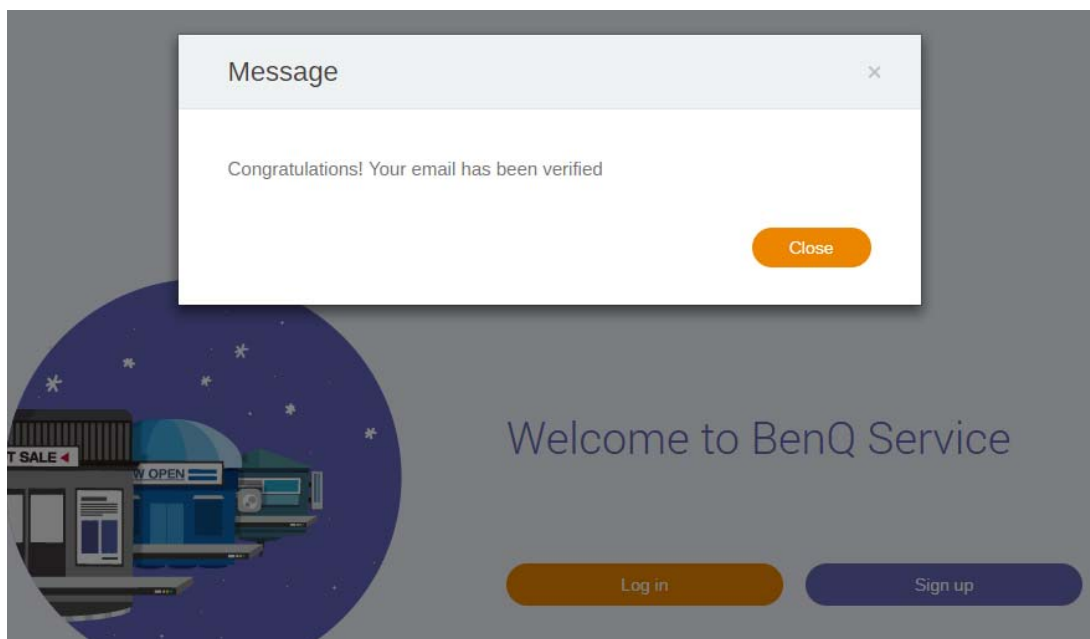 Message
×
Congratulations! Your email has been verified
Close
T SALE
W OPEN
Welcome to BenQ Service
Log in
Sign up